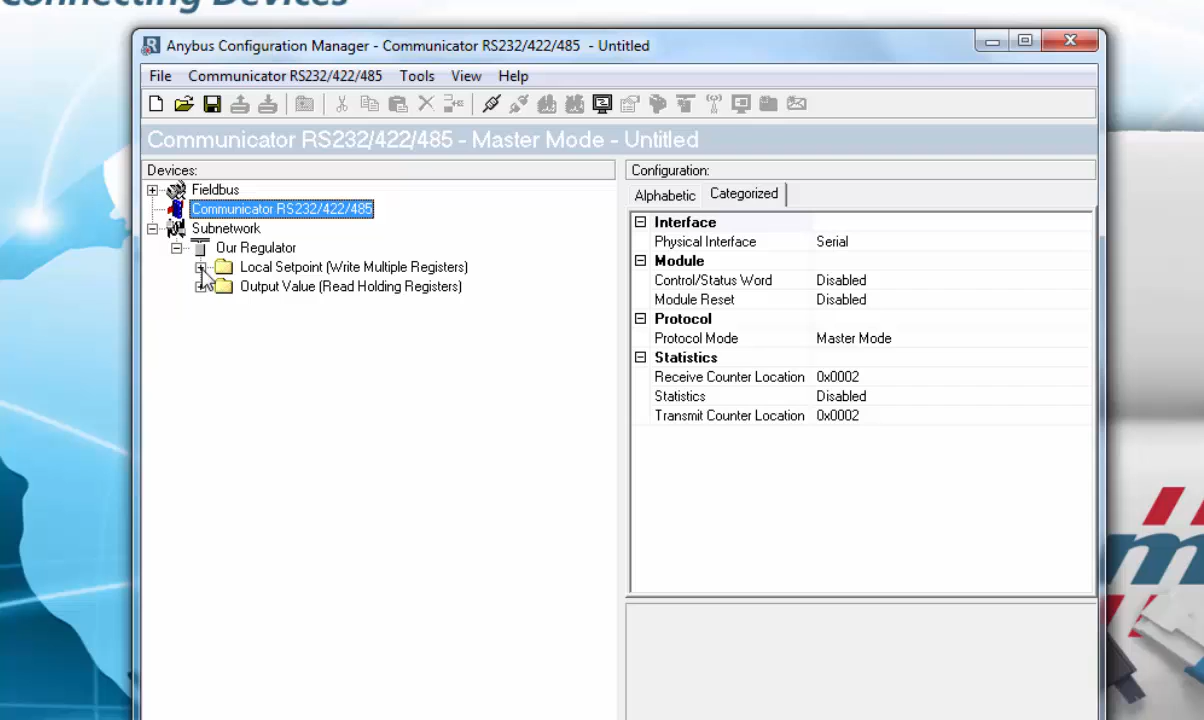 Connecting Devices
Anybus Configuration Manager - Communicator RS232/422/485 - Untitled
File Communicator RS232/422/485 Tools View Help
Communicator RS232/422/485 - Master Mode - Untitled
Devices:
Fieldbus
Communicator RS232/422/485
Subnetwork
Our Regulator
Local Setpoint (Write Multiple Registers)
Output Value (Read Holding Registers)
Configuration:
Alphabetic Categorized
Interface
Physical Interface Serial
Module
Control/Status Word Disabled
Module Reset Disabled
Protocol
Protocol Mode Master Mode
Statistics
Receive Counter Location 0x0002
Statistics Disabled
Transmit Counter Location 0x0002